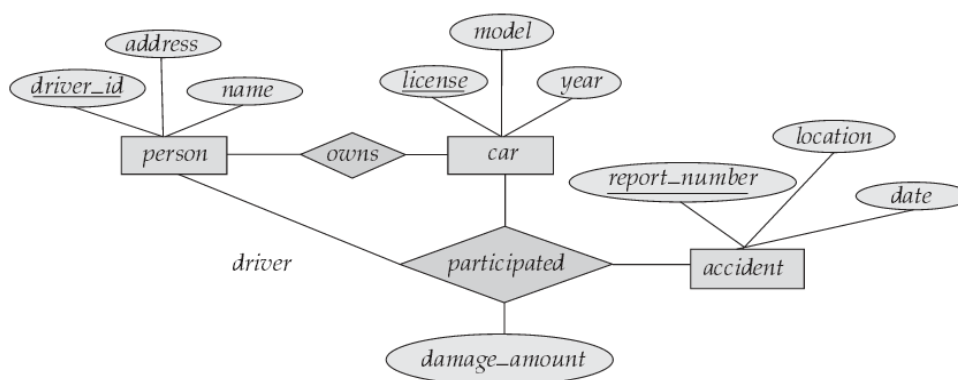 model
address
license
year
driver_id
name
location
person
owns
car
report_number
date
driver
participated
accident
damage_amount